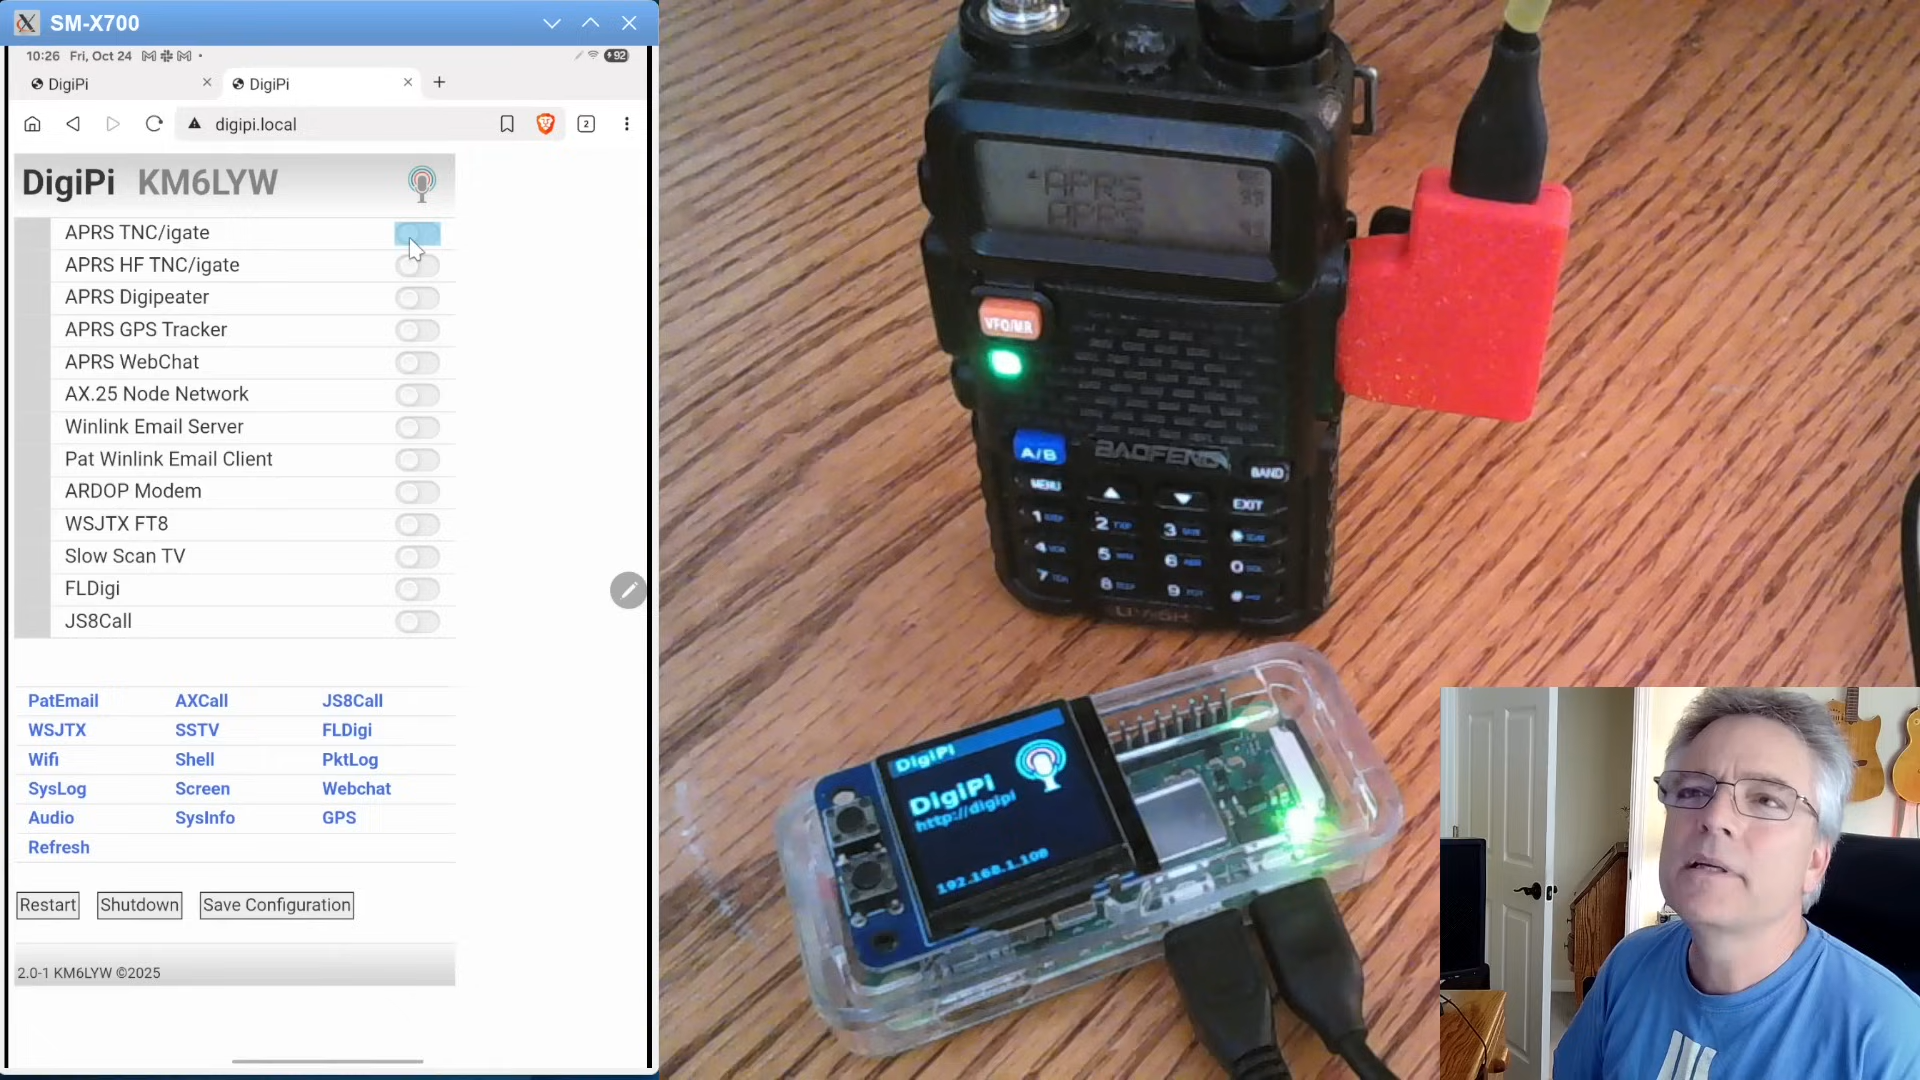 SM-X700
10:26 Fri, Oct 24
92
DigiPi
DigiPi
digipi.local
2
DigiPi KM6LYW
APRS TNC/igate
APRS HF TNC/igate
APRS Digipeater
APRS GPS Tracker
APRS WebChat
AX.25 Node Network
Winlink Email Server
Pat Winlink Email Client
ARDOP Modem
WSJTX FT8
Slow Scan TV
FLDigi
JS8Call
PatEmail AXCall JS8Call
WSJTX SSTV FLDigi
Wifi Shell PktLog
SysLog Screen Webchat
Audio SysInfo GPS
Refresh
Restart Shutdown Save Configuration
2.0-1 KM6LYW ©2025
APRS
APRS
VFO/MR
A/B BAOFENG BAND
MENU EXIT
1 2 3
4 5 6 0
7 8 9 #
DigiPi
DigiPi
http://digipi
192.168.1.108